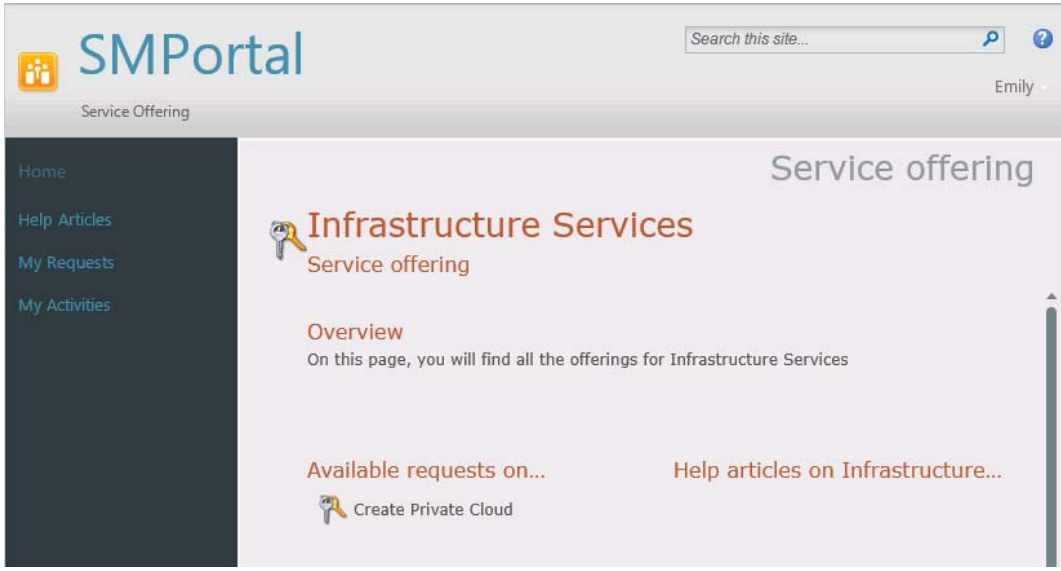 SMPortal
Search this site...
Emily
Service Offering
Home
Help Articles
My Requests
My Activities
Service offering
Infrastructure Services
Service offering
Overview
On this page, you will find all the offerings for Infrastructure Services
Available requests on...
Help articles on Infrastructure...
Create Private Cloud